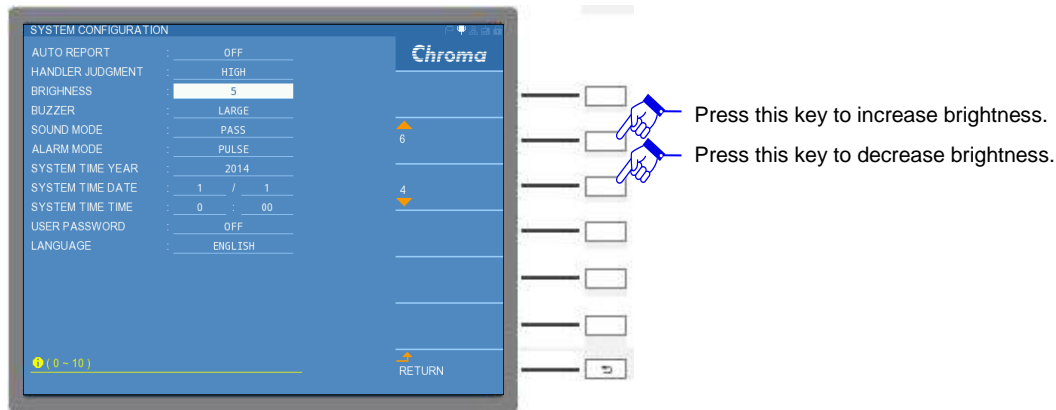 SYSTEM CONFIGURATION
Chroma
AUTO REPORT : OFF
HANDLER JUDGMENT : HIGH
BRIGHNESS : 5
BUZZER : LARGE
SOUND MODE : PASS
ALARM MODE : PULSE
SYSTEM TIME YEAR : 2014
SYSTEM TIME DATE : 1 / 1
SYSTEM TIME TIME : 0 : 00
USER PASSWORD : OFF
LANGUAGE : ENGLISH
( 0 ~ 10 )
6
4
RETURN
Press this key to increase brightness.
Press this key to decrease brightness.